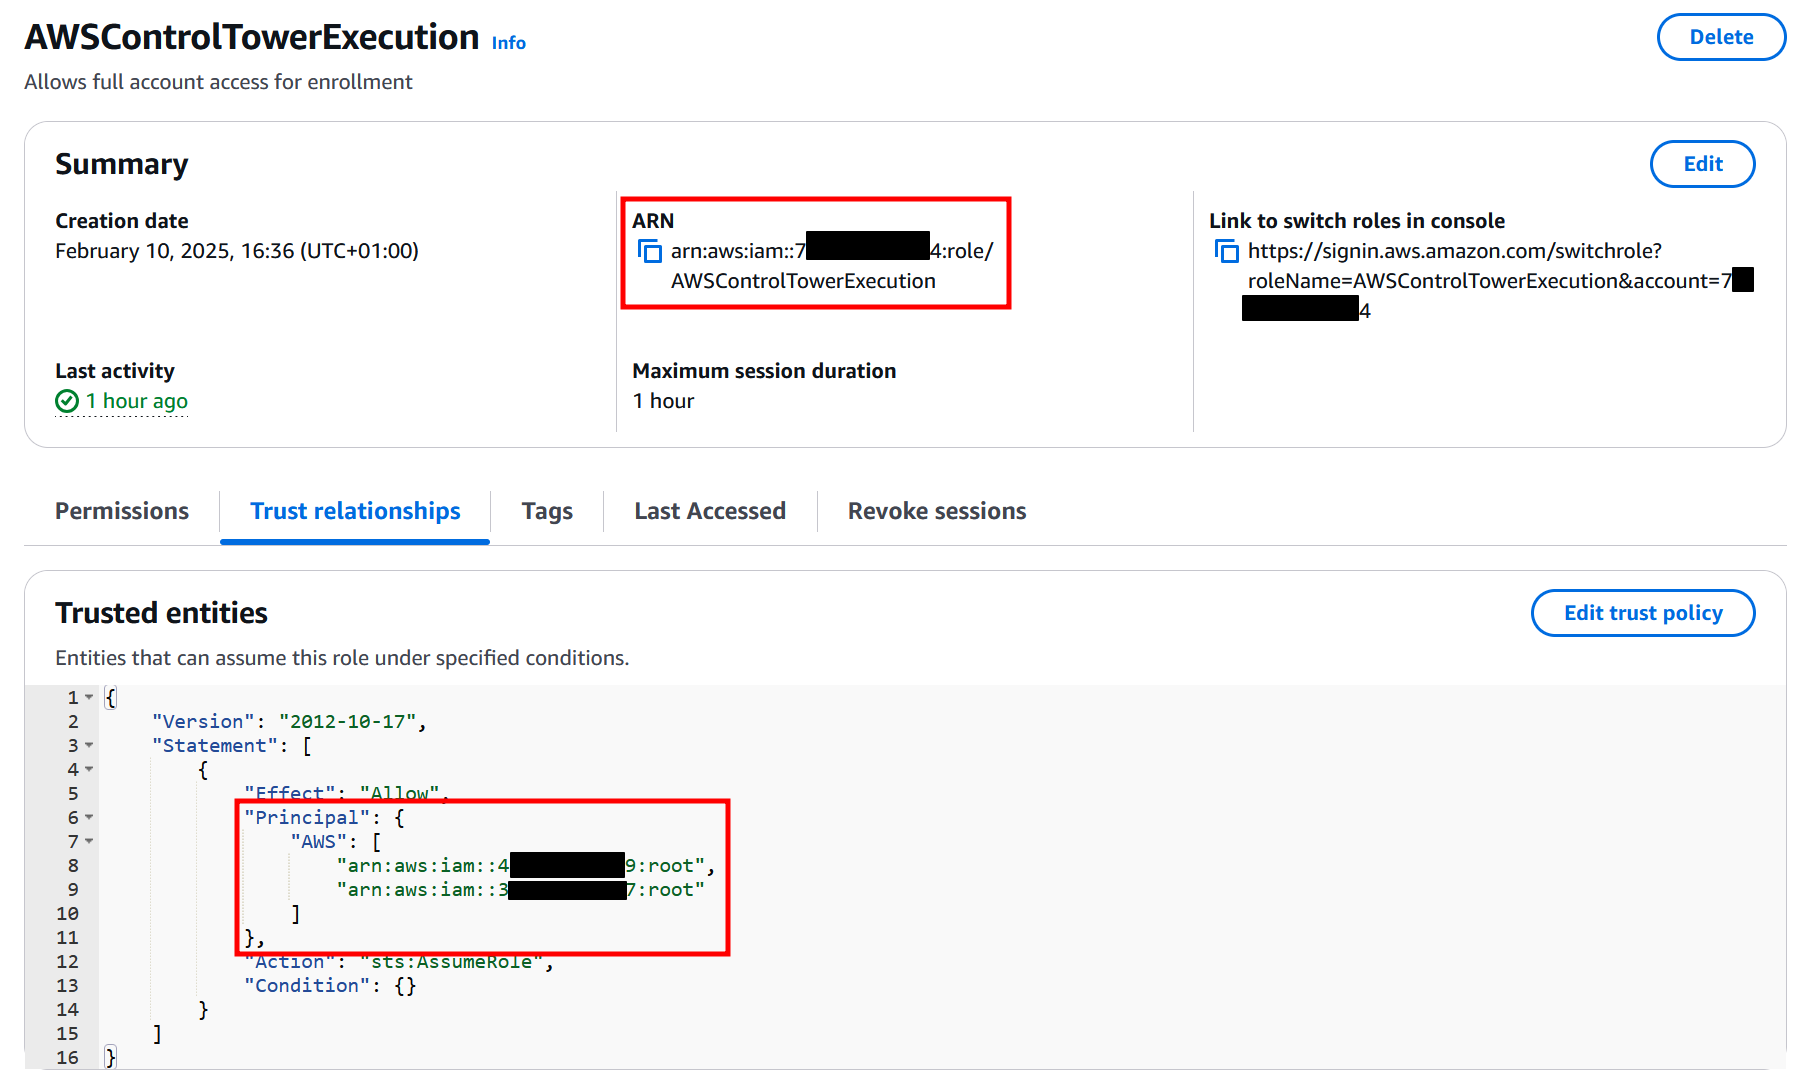 AWSControlTowerExecution Info
Delete
Allows full account access for enrollment
Summary
Edit
Creation date
February 10, 2025, 16:36 (UTC+01:00)
ARN
arn:aws:iam::7 4:role/
AWSControlTowerExecution
Link to switch roles in console
https://signin.aws.amazon.com/switchrole?
roleName=AWSControlTowerExecution&account=7
4
Last activity
1 hour ago
Maximum session duration
1 hour
Permissions
Trust relationships
Tags
Last Accessed
Revoke sessions
Trusted entities
Edit trust policy
Entities that can assume this role under specified conditions.
1 {
2 "Version": "2012-10-17",
3 "Statement": [
4 {
5 "Effect": "Allow",
6 "Principal": {
7 "AWS": [
8 "arn:aws:iam::4 9:root",
9 "arn:aws:iam::3 7:root"
10 ]
11 },
12 "Action": "sts:AssumeRole",
13 "Condition": {}
14 }
15 ]
16 }